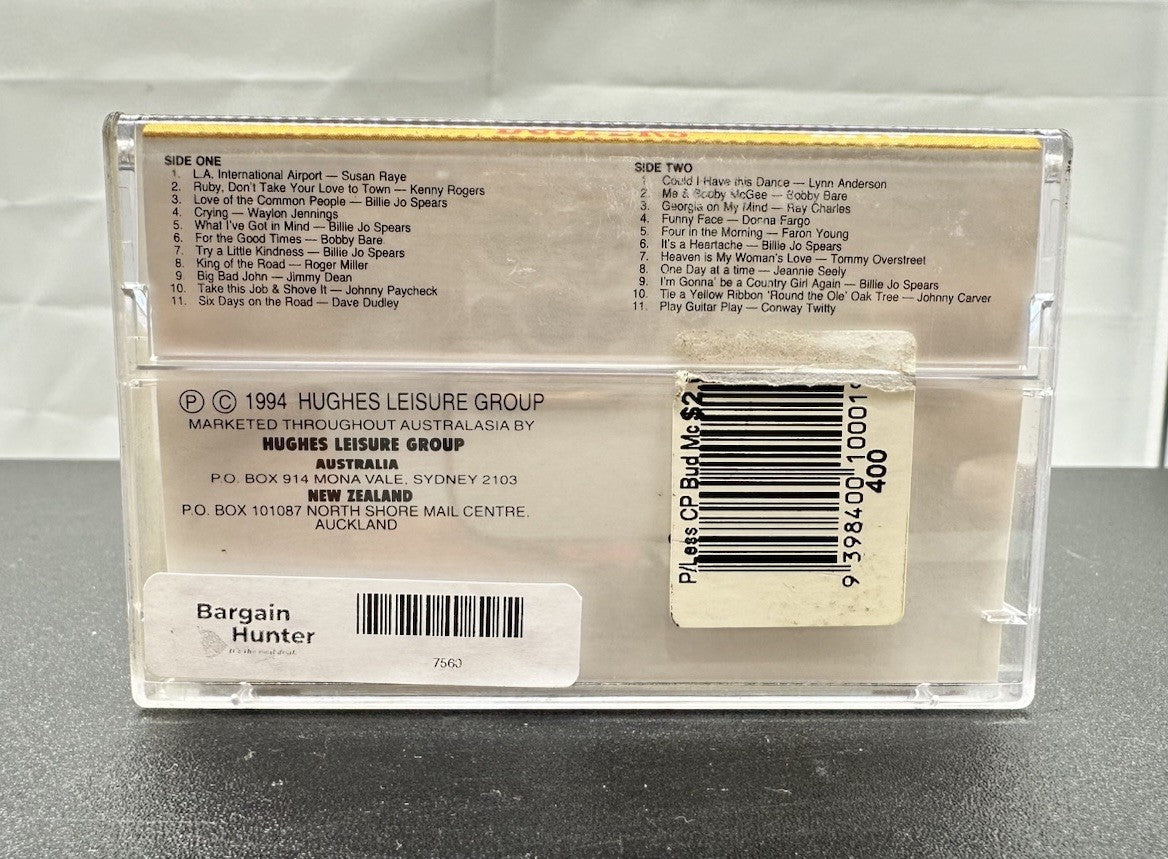 SIDE ONE
1. L.A. International Airport — Susan Raye
2. Ruby, Don't Take Your Love to Town — Kenny Rogers
3. Love of the Common People — Billie Jo Spears
4. Crying — Waylon Jennings
5. What I've Got in Mind — Billie Jo Spears
6. For the Good Times — Bobby Bare
7. Try a Little Kindness — Billie Jo Spears
8. King of the Road — Roger Miller
9. Big Bad John — Jimmy Dean
10. Take this Job & Shove It — Johnny Paycheck
11. Six Days on the Road — Dave Dudley
SIDE TWO
1. Could I Have this Dance — Lynn Anderson
2. Me & Bobby McGee — Bobby Bare
3. Georgia on My Mind — Ray Charles
4. Funny Face — Donna Fargo
5. Four in the Morning — Faron Young
6. It's a Heartache — Billie Jo Spears
7. Heaven is My Woman's Love — Tommy Overstreet
8. One Day at a time — Jeannie Seely
9. I'm Gonna' be a Country Girl Again — Billie Jo Spears
10. Tie a Yellow Ribbon 'Round the Ole' Oak Tree — Johnny Carver
11. Play Guitar Play — Conway Twitty
Ⓟ © 1994 HUGHES LEISURE GROUP
MARKETED THROUGHOUT AUSTRALASIA BY
HUGHES LEISURE GROUP
AUSTRALIA
P.O. BOX 914 MONA VALE, SYDNEY 2103
NEW ZEALAND
P.O. BOX 101087 NORTH SHORE MAIL CENTRE.
AUCKLAND
P/Less CP Bud Mc $2.
9 398400 10001
400
Bargain
Hunter
It's the real deal.
7560